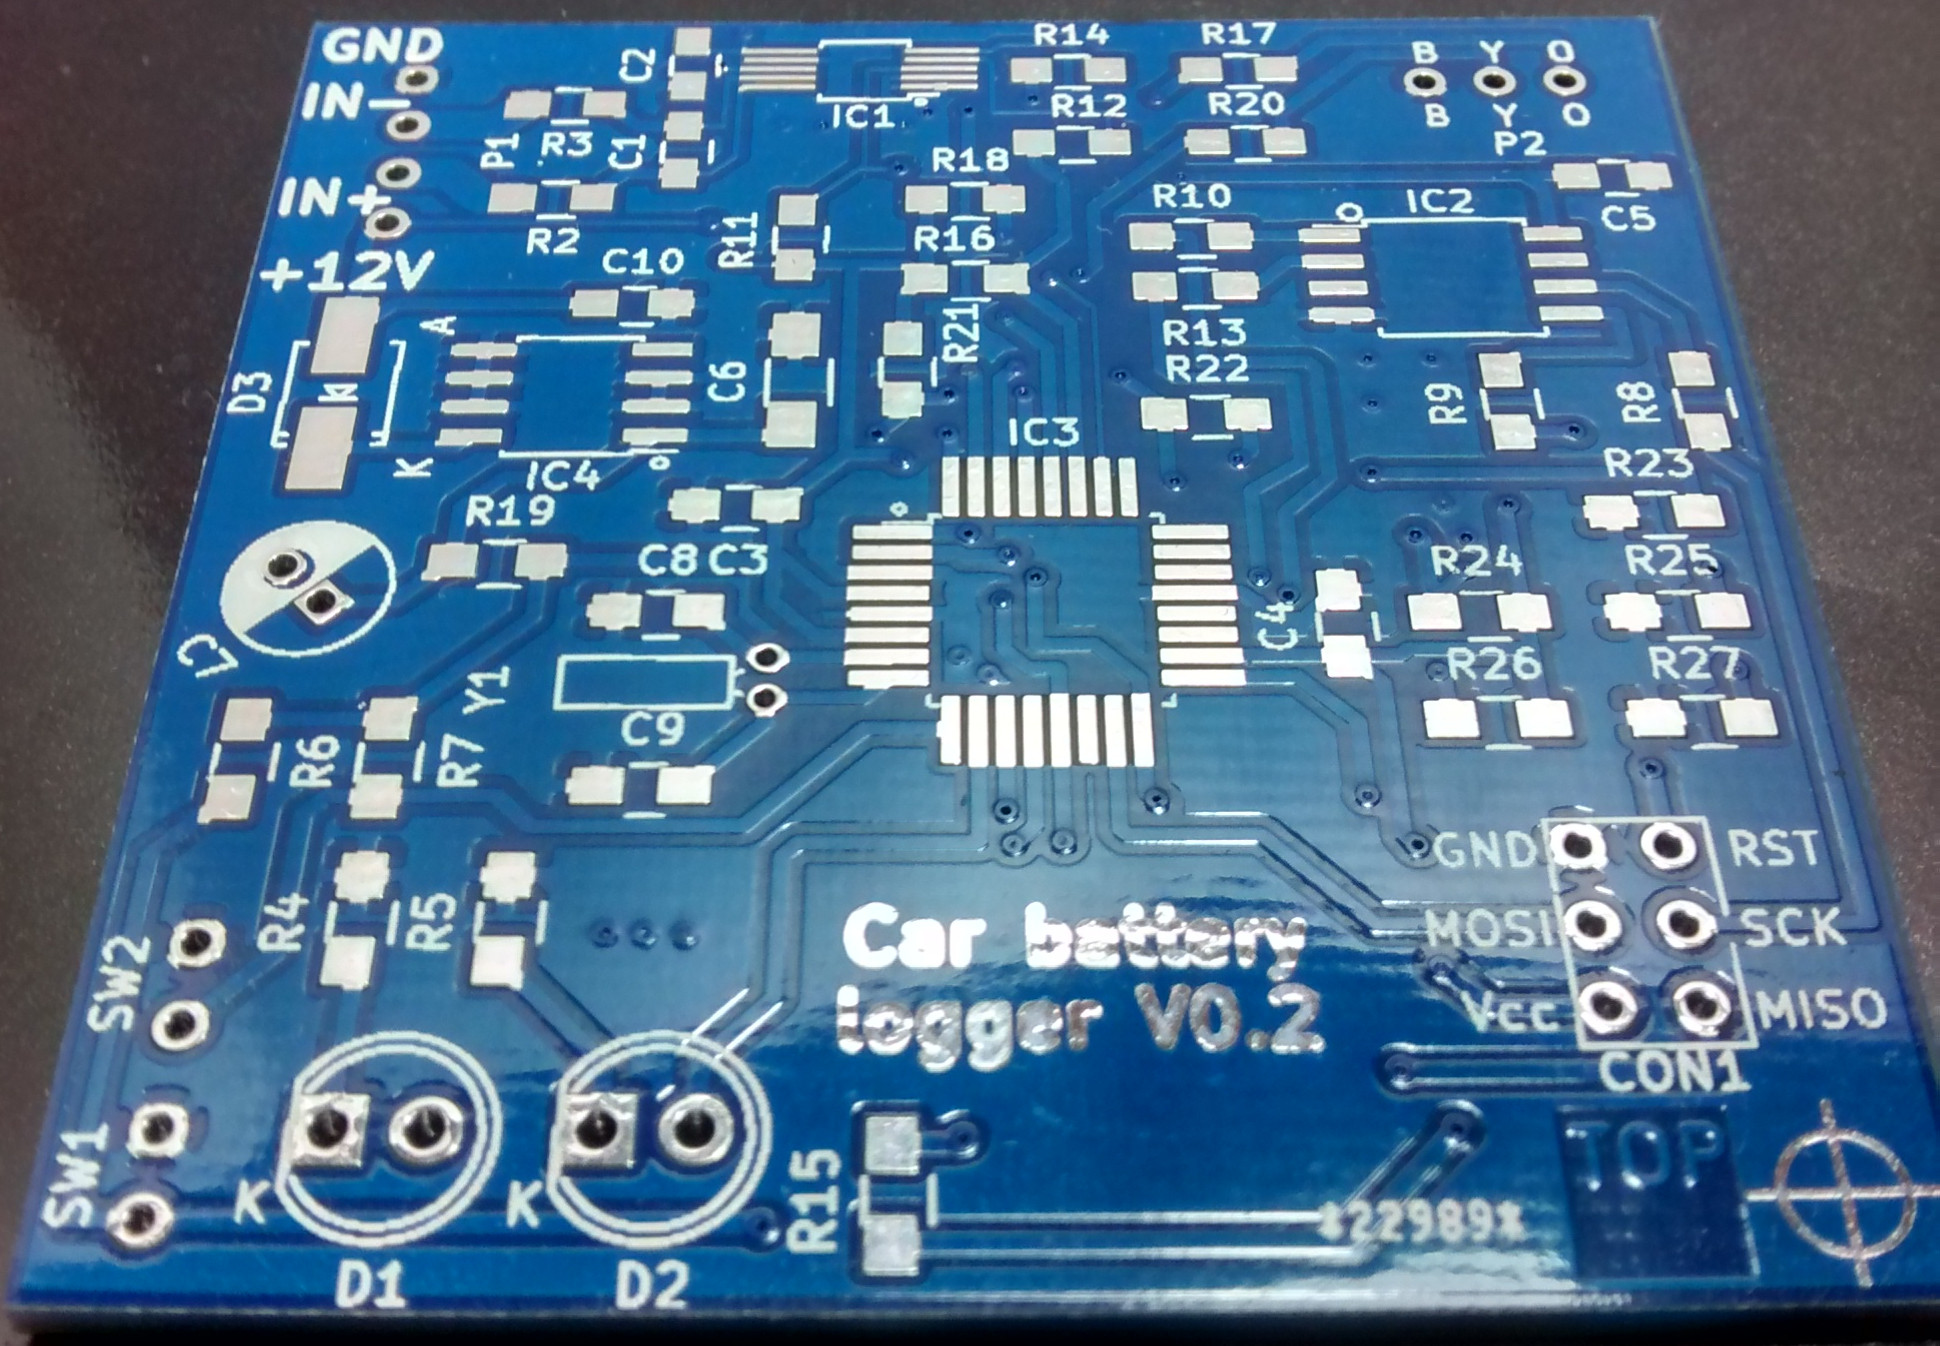 GND
IN-
IN+
+12V
P1
R3
R2
C2
C1
IC1
R14
R17
R12
R20
B Y O
B Y O
P2
R18
R16
R11
R10
IC2
C5
C10
A
D3
K
IC4
C6
R21
R13
R22
R9
R8
IC3
R19
C8 C3
R23
R24
R25
C4
R26
R27
C7
Y1
C9
R6
R7
R4
R5
SW2
SW1
Car battery
logger V0.2
GND RST
MOSI SCK
Vcc MISO
CON1
TOP
K
D1
K
D2
R15
*22989*